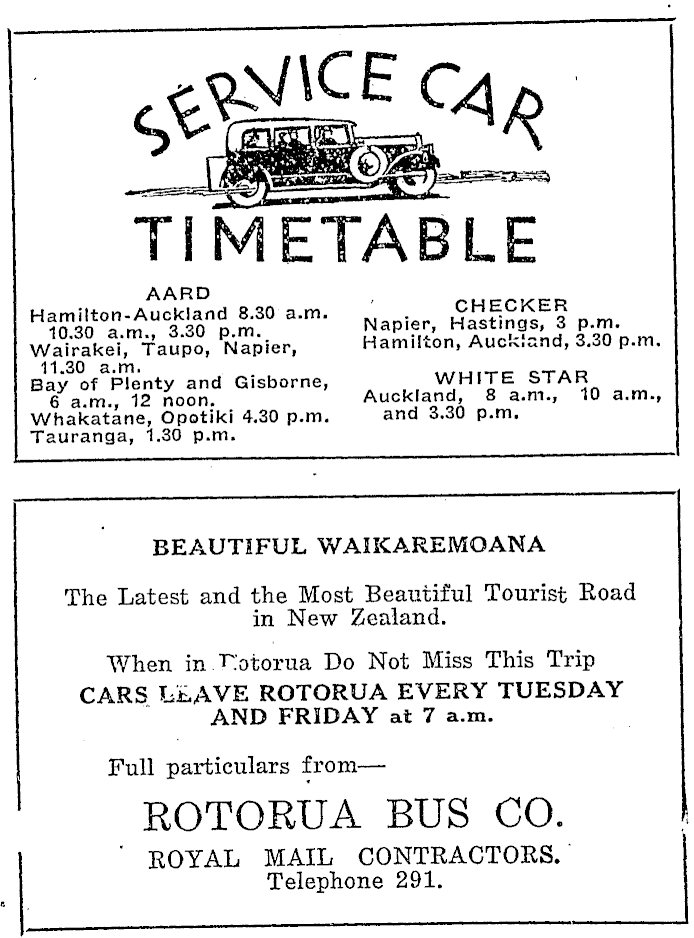 SERVICE CAR
TIMETABLE
AARD
Hamilton-Auckland 8.30 a.m.
10.30 a.m., 3.30 p.m.
Wairakei, Taupo, Napier,
11.30 a.m.
Bay of Plenty and Gisborne,
6 a.m., 12 noon.
Whakatane, Opotiki 4.30 p.m.
Tauranga, 1.30 p.m.
CHECKER
Napier, Hastings, 3 p.m.
Hamilton, Auckland, 3.30 p.m.
WHITE STAR
Auckland, 8 a.m., 10 a.m.,
and 3.30 p.m.
BEAUTIFUL WAIKAREMOANA
The Latest and the Most Beautiful Tourist Road
in New Zealand.
When in Rotorua Do Not Miss This Trip
CARS LEAVE ROTORUA EVERY TUESDAY
AND FRIDAY at 7 a.m.
Full particulars from—
ROTORUA BUS CO.
ROYAL MAIL CONTRACTORS.
Telephone 291.